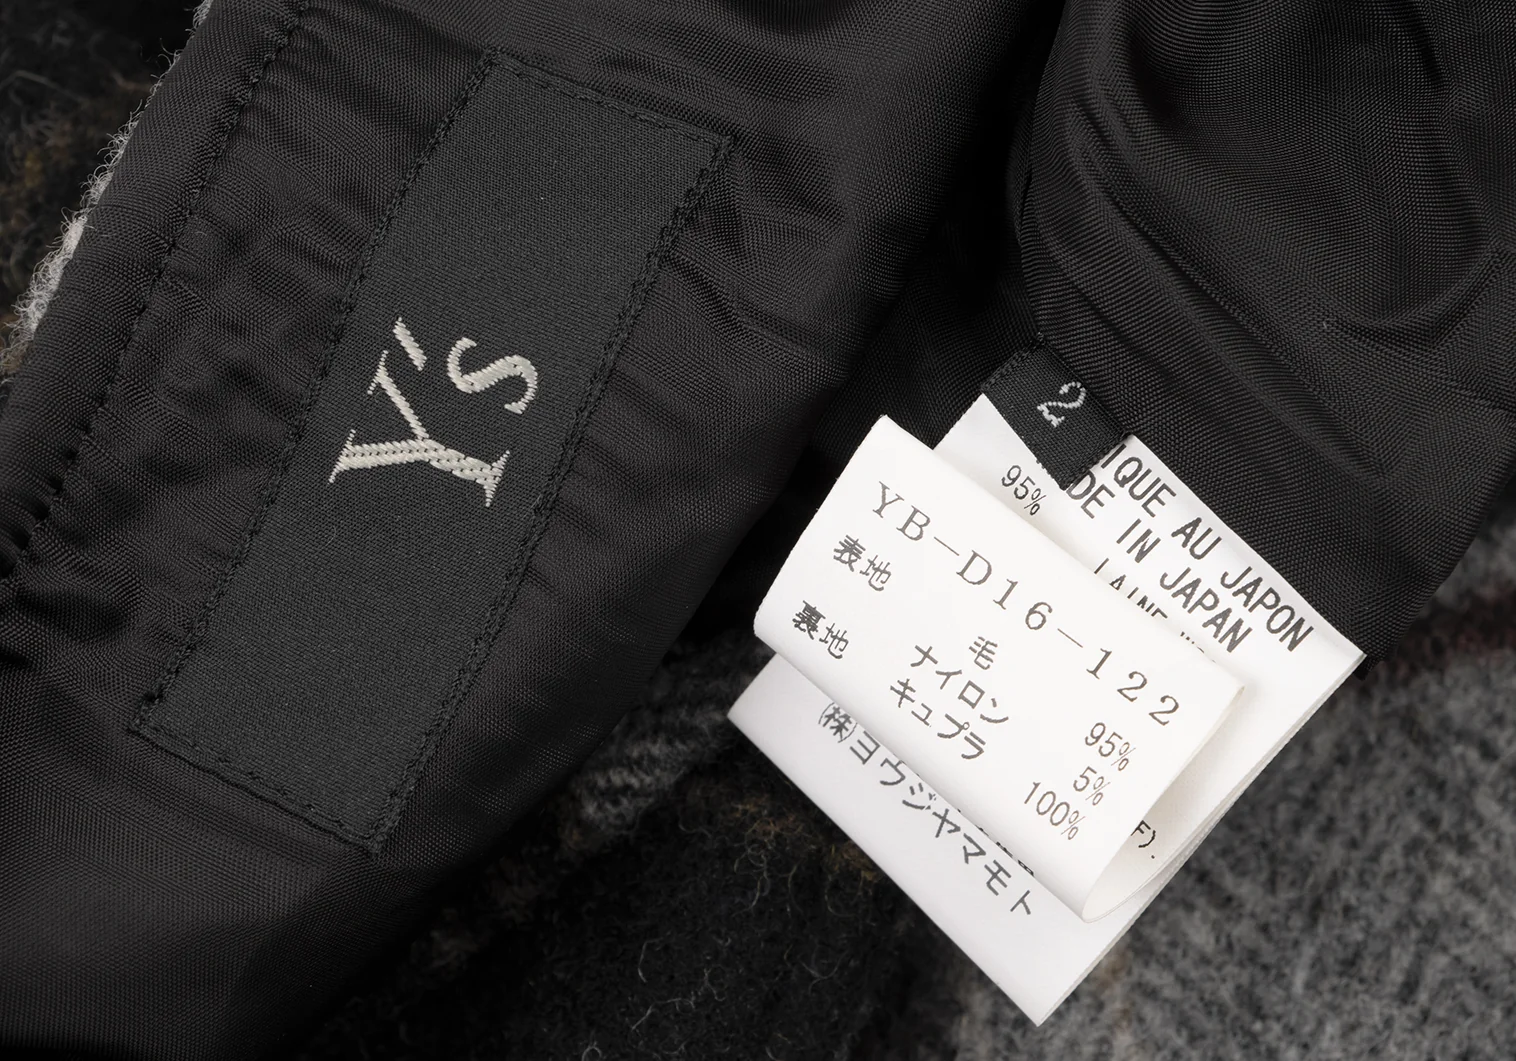 Y's
2
95%
IQUE AU JAPON
DE IN JAPAN
YB-D16-122
表地
毛 95%
ナイロン 5%
裏地
キュプラ 100%
F).
(株)ヨウジヤマモト